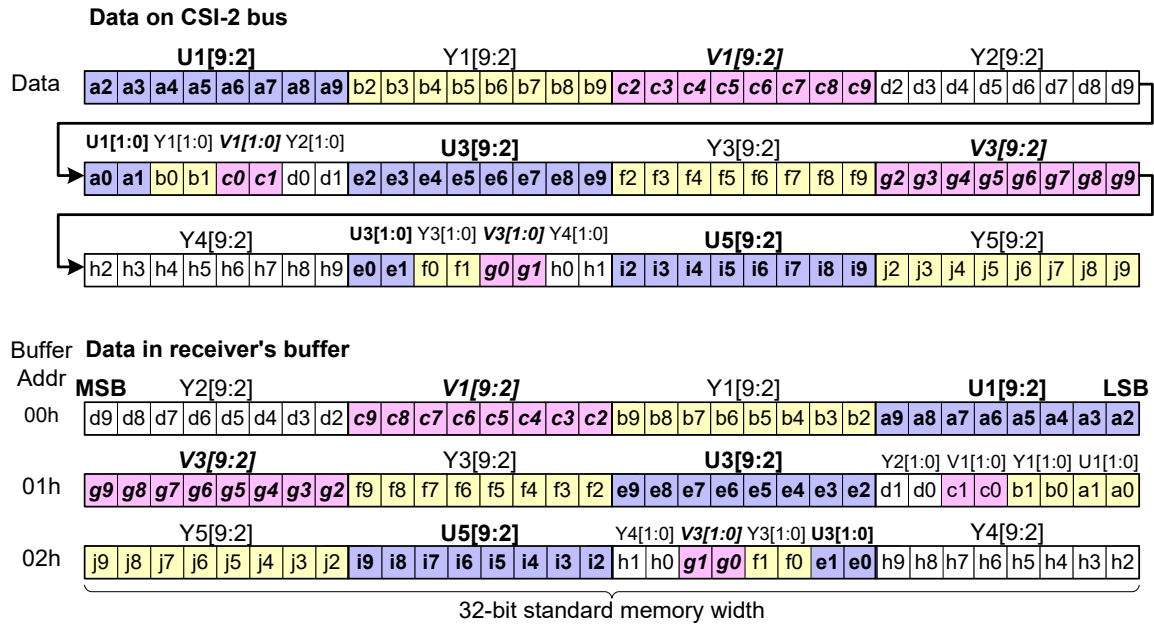 Data on CSI-2 bus
U1[9:2] Y1[9:2] V1[9:2] Y2[9:2]
Data a2 a3 a4 a5 a6 a7 a8 a9 b2 b3 b4 b5 b6 b7 b8 b9 c2 c3 c4 c5 c6 c7 c8 c9 d2 d3 d4 d5 d6 d7 d8 d9
U1[1:0] Y1[1:0] V1[1:0] Y2[1:0] U3[9:2] Y3[9:2] V3[9:2]
a0 a1 b0 b1 c0 c1 d0 d1 e2 e3 e4 e5 e6 e7 e8 e9 f2 f3 f4 f5 f6 f7 f8 f9 g2 g3 g4 g5 g6 g7 g8 g9
Y4[9:2] U3[1:0] Y3[1:0] V3[1:0] Y4[1:0] U5[9:2] Y5[9:2]
h2 h3 h4 h5 h6 h7 h8 h9 e0 e1 f0 f1 g0 g1 h0 h1 i2 i3 i4 i5 i6 i7 i8 i9 j2 j3 j4 j5 j6 j7 j8 j9
Buffer Addr Data in receiver's buffer
MSB Y2[9:2] V1[9:2] Y1[9:2] U1[9:2] LSB
00h d9 d8 d7 d6 d5 d4 d3 d2 c9 c8 c7 c6 c5 c4 c3 c2 b9 b8 b7 b6 b5 b4 b3 b2 a9 a8 a7 a6 a5 a4 a3 a2
V3[9:2] Y3[9:2] U3[9:2] Y2[1:0] V1[1:0] Y1[1:0] U1[1:0]
01h g9 g8 g7 g6 g5 g4 g3 g2 f9 f8 f7 f6 f5 f4 f3 f2 e9 e8 e7 e6 e5 e4 e3 e2 d1 d0 c1 c0 b1 b0 a1 a0
Y5[9:2] U5[9:2] Y4[1:0] V3[1:0] Y3[1:0] U3[1:0] Y4[9:2]
02h j9 j8 j7 j6 j5 j4 j3 j2 i9 i8 i7 i6 i5 i4 i3 i2 h1 h0 g1 g0 f1 f0 e1 e0 h9 h8 h7 h6 h5 h4 h3 h2
32-bit standard memory width